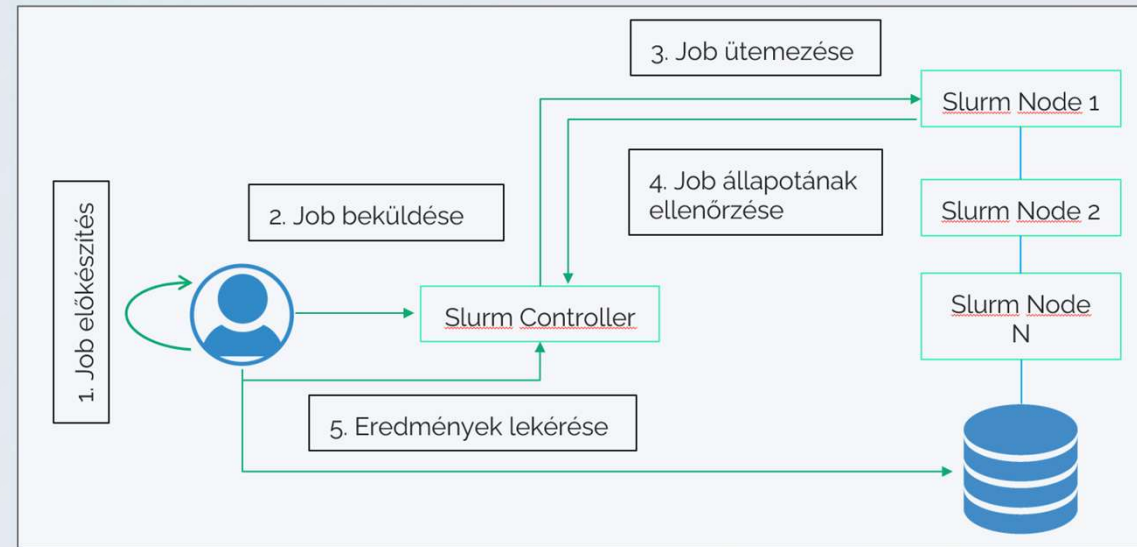 3. Job ütemezése
Slurm Node 1
4. Job állapotának
ellenőrzése
1. Job előkészítés
2. Job beküldése
Slurm Node 2
Slurm Controller
Slurm Node
N
5. Eredmények lekérése